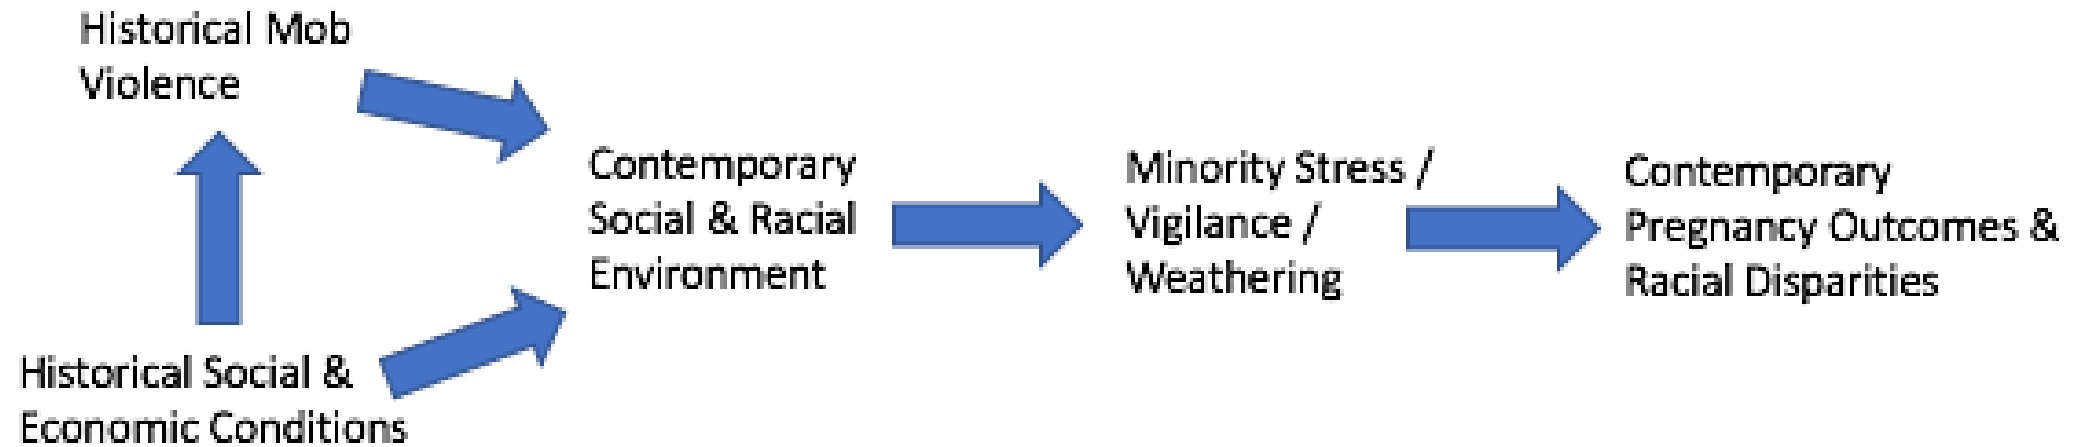 Historical Mob
Violence
Historical Social &
Economic Conditions
Contemporary
Social & Racial
Environment
Minority Stress /
Vigilance /
Weathering
Contemporary
Pregnancy Outcomes &
Racial Disparities